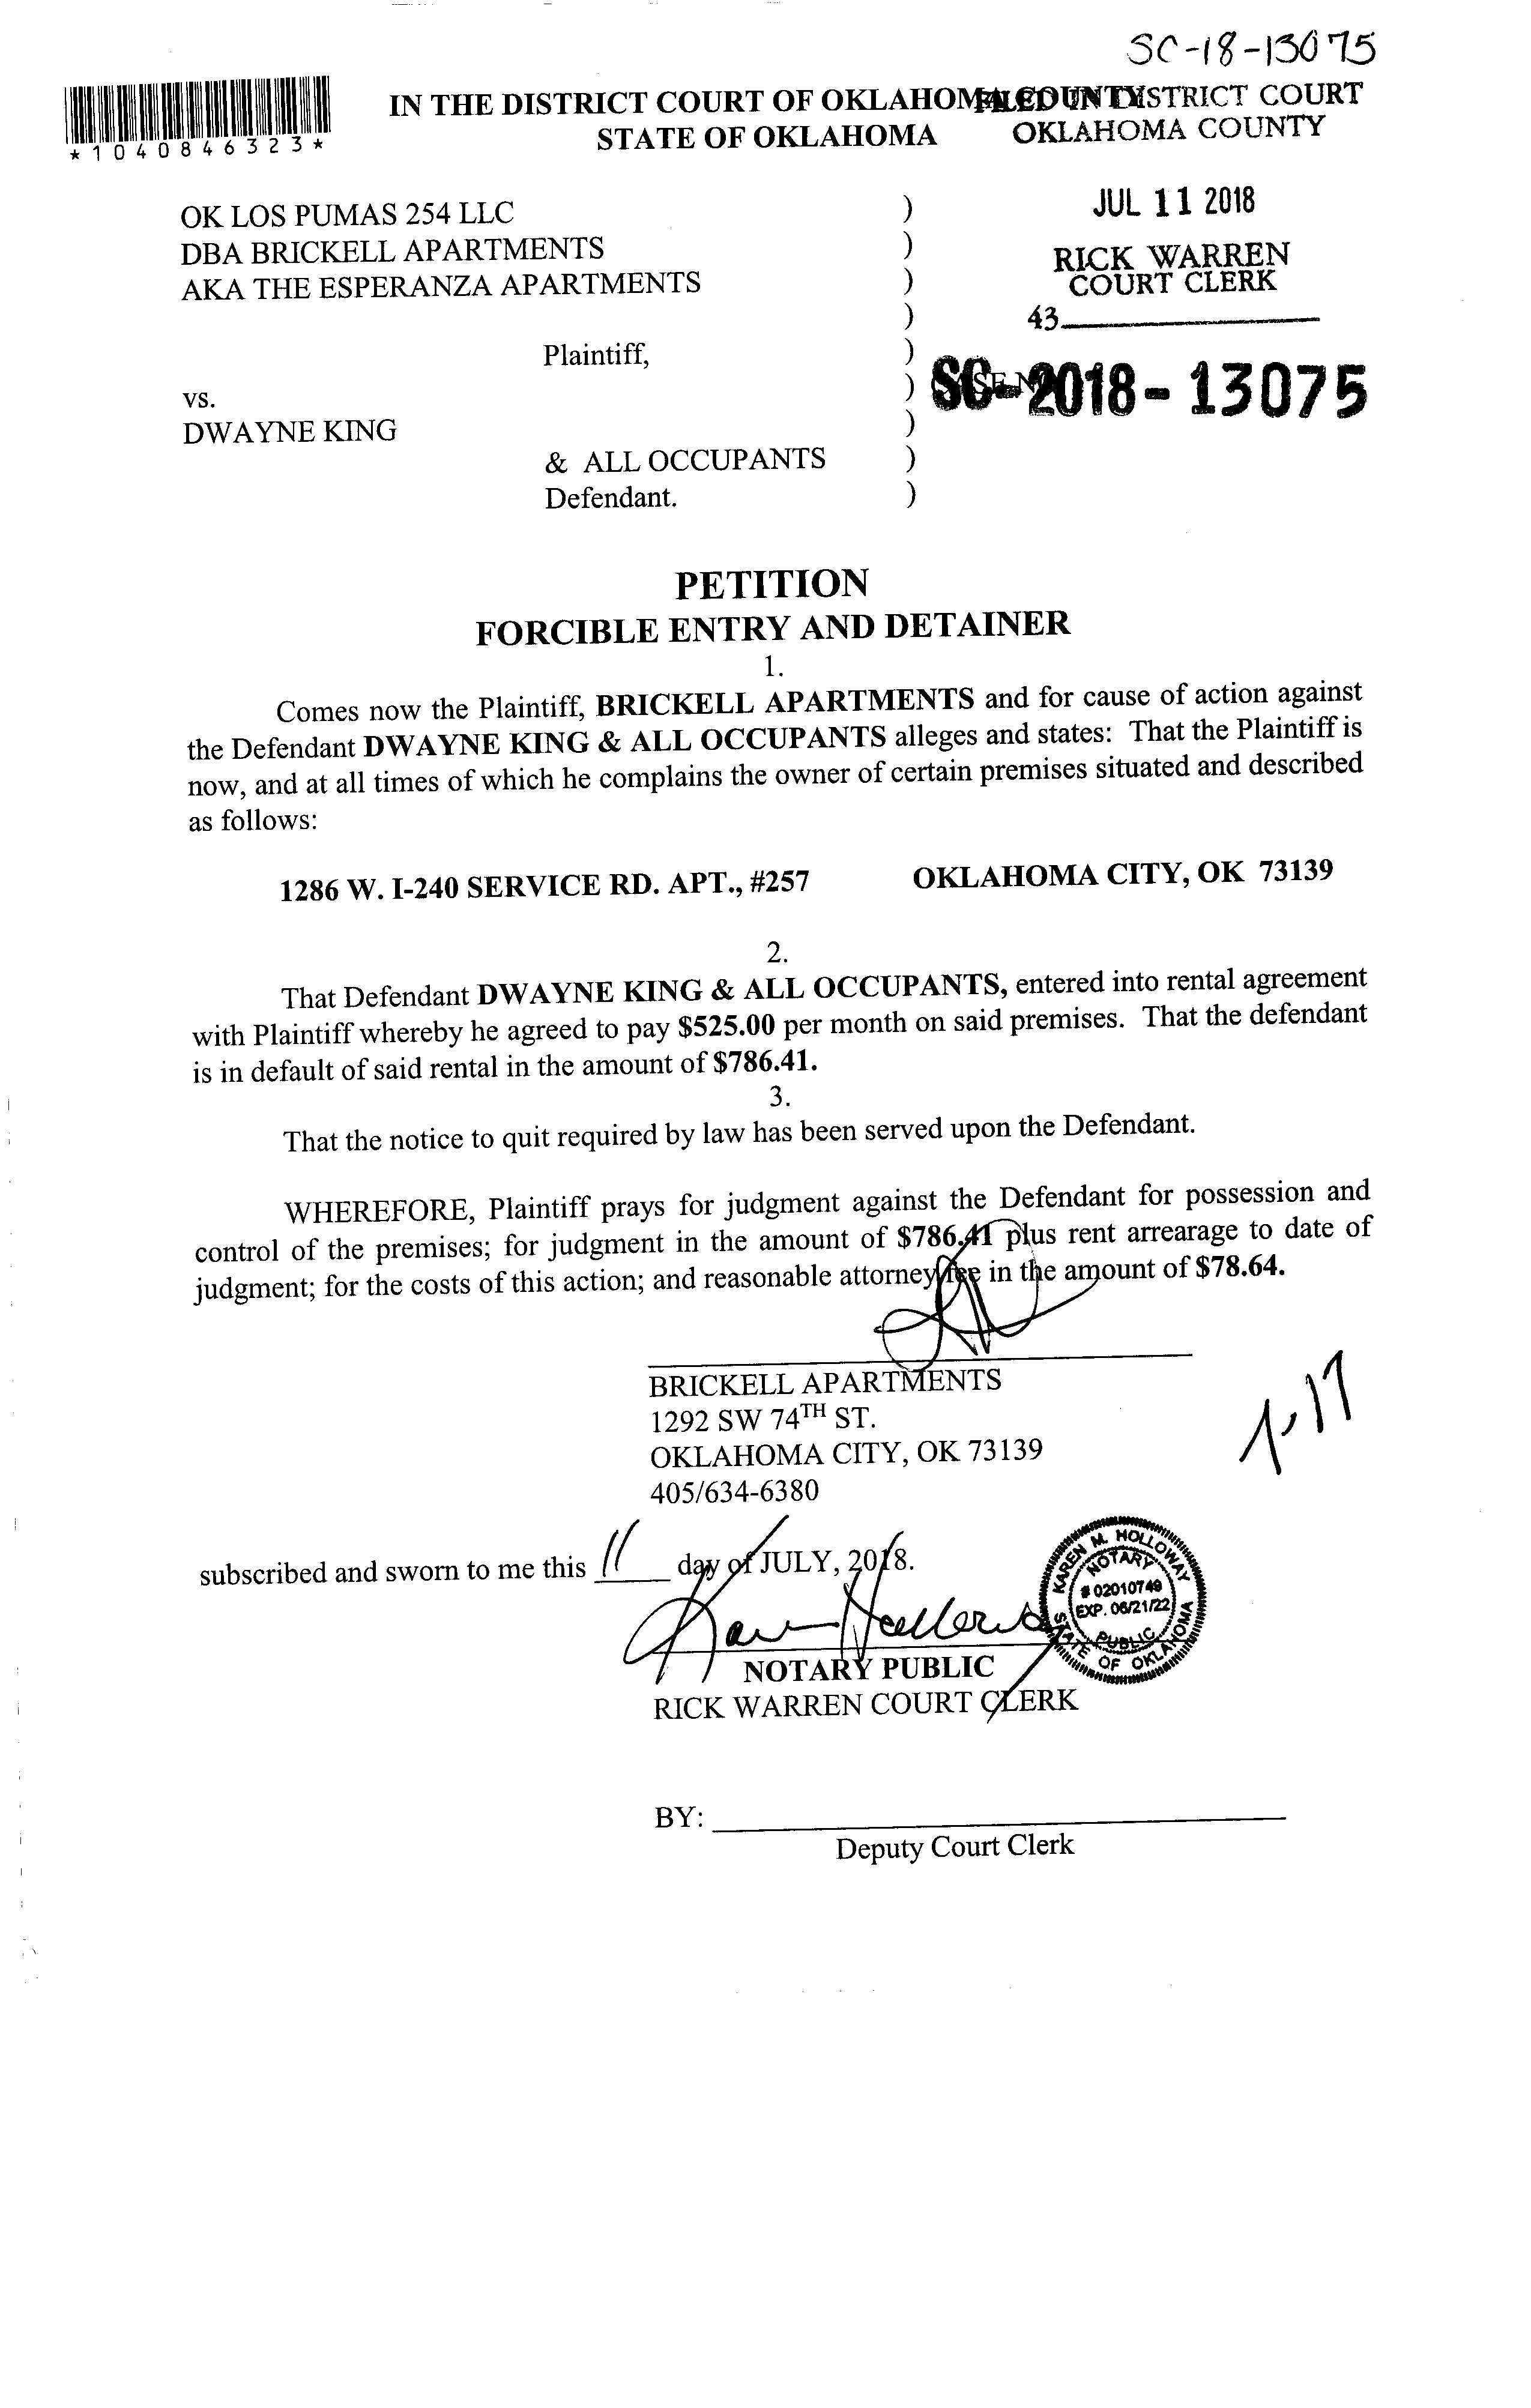 SC-18-13075
*1040846323*
IN THE DISTRICT COURT OF OKLAHOMA COUNTY
STATE OF OKLAHOMA
FILED IN DISTRICT COURT
OKLAHOMA COUNTY
JUL 11 2018
RICK WARREN
COURT CLERK
43
OK LOS PUMAS 254 LLC )
DBA BRICKELL APARTMENTS )
AKA THE ESPERANZA APARTMENTS )
)
Plaintiff, )
vs. ) CASE NO
SC-2018-13075
DWAYNE KING )
& ALL OCCUPANTS )
Defendant. )
PETITION
FORCIBLE ENTRY AND DETAINER
1.
Comes now the Plaintiff, BRICKELL APARTMENTS and for cause of action against
the Defendant DWAYNE KING & ALL OCCUPANTS alleges and states: That the Plaintiff is
now, and at all times of which he complains the owner of certain premises situated and described
as follows:
1286 W. I-240 SERVICE RD. APT., #257 OKLAHOMA CITY, OK 73139
2.
That Defendant DWAYNE KING & ALL OCCUPANTS, entered into rental agreement
with Plaintiff whereby he agreed to pay $525.00 per month on said premises. That the defendant
is in default of said rental in the amount of $786.41.
3.
That the notice to quit required by law has been served upon the Defendant.
WHEREFORE, Plaintiff prays for judgment against the Defendant for possession and
control of the premises; for judgment in the amount of $786.41 plus rent arrearage to date of
judgment; for the costs of this action; and reasonable attorney fee in the amount of $78.64.
BRICKELL APARTMENTS
1292 SW 74TH ST.
OKLAHOMA CITY, OK 73139
405/634-6380
subscribed and sworn to me this 11 day of JULY, 2018.
Karen Holloway
KAREN M. HOLLOWAY
NOTARY
# 02010749
EXP. 06/21/22
PUBLIC
STATE OF OKLAHOMA
NOTARY PUBLIC
RICK WARREN COURT CLERK
BY:
Deputy Court Clerk